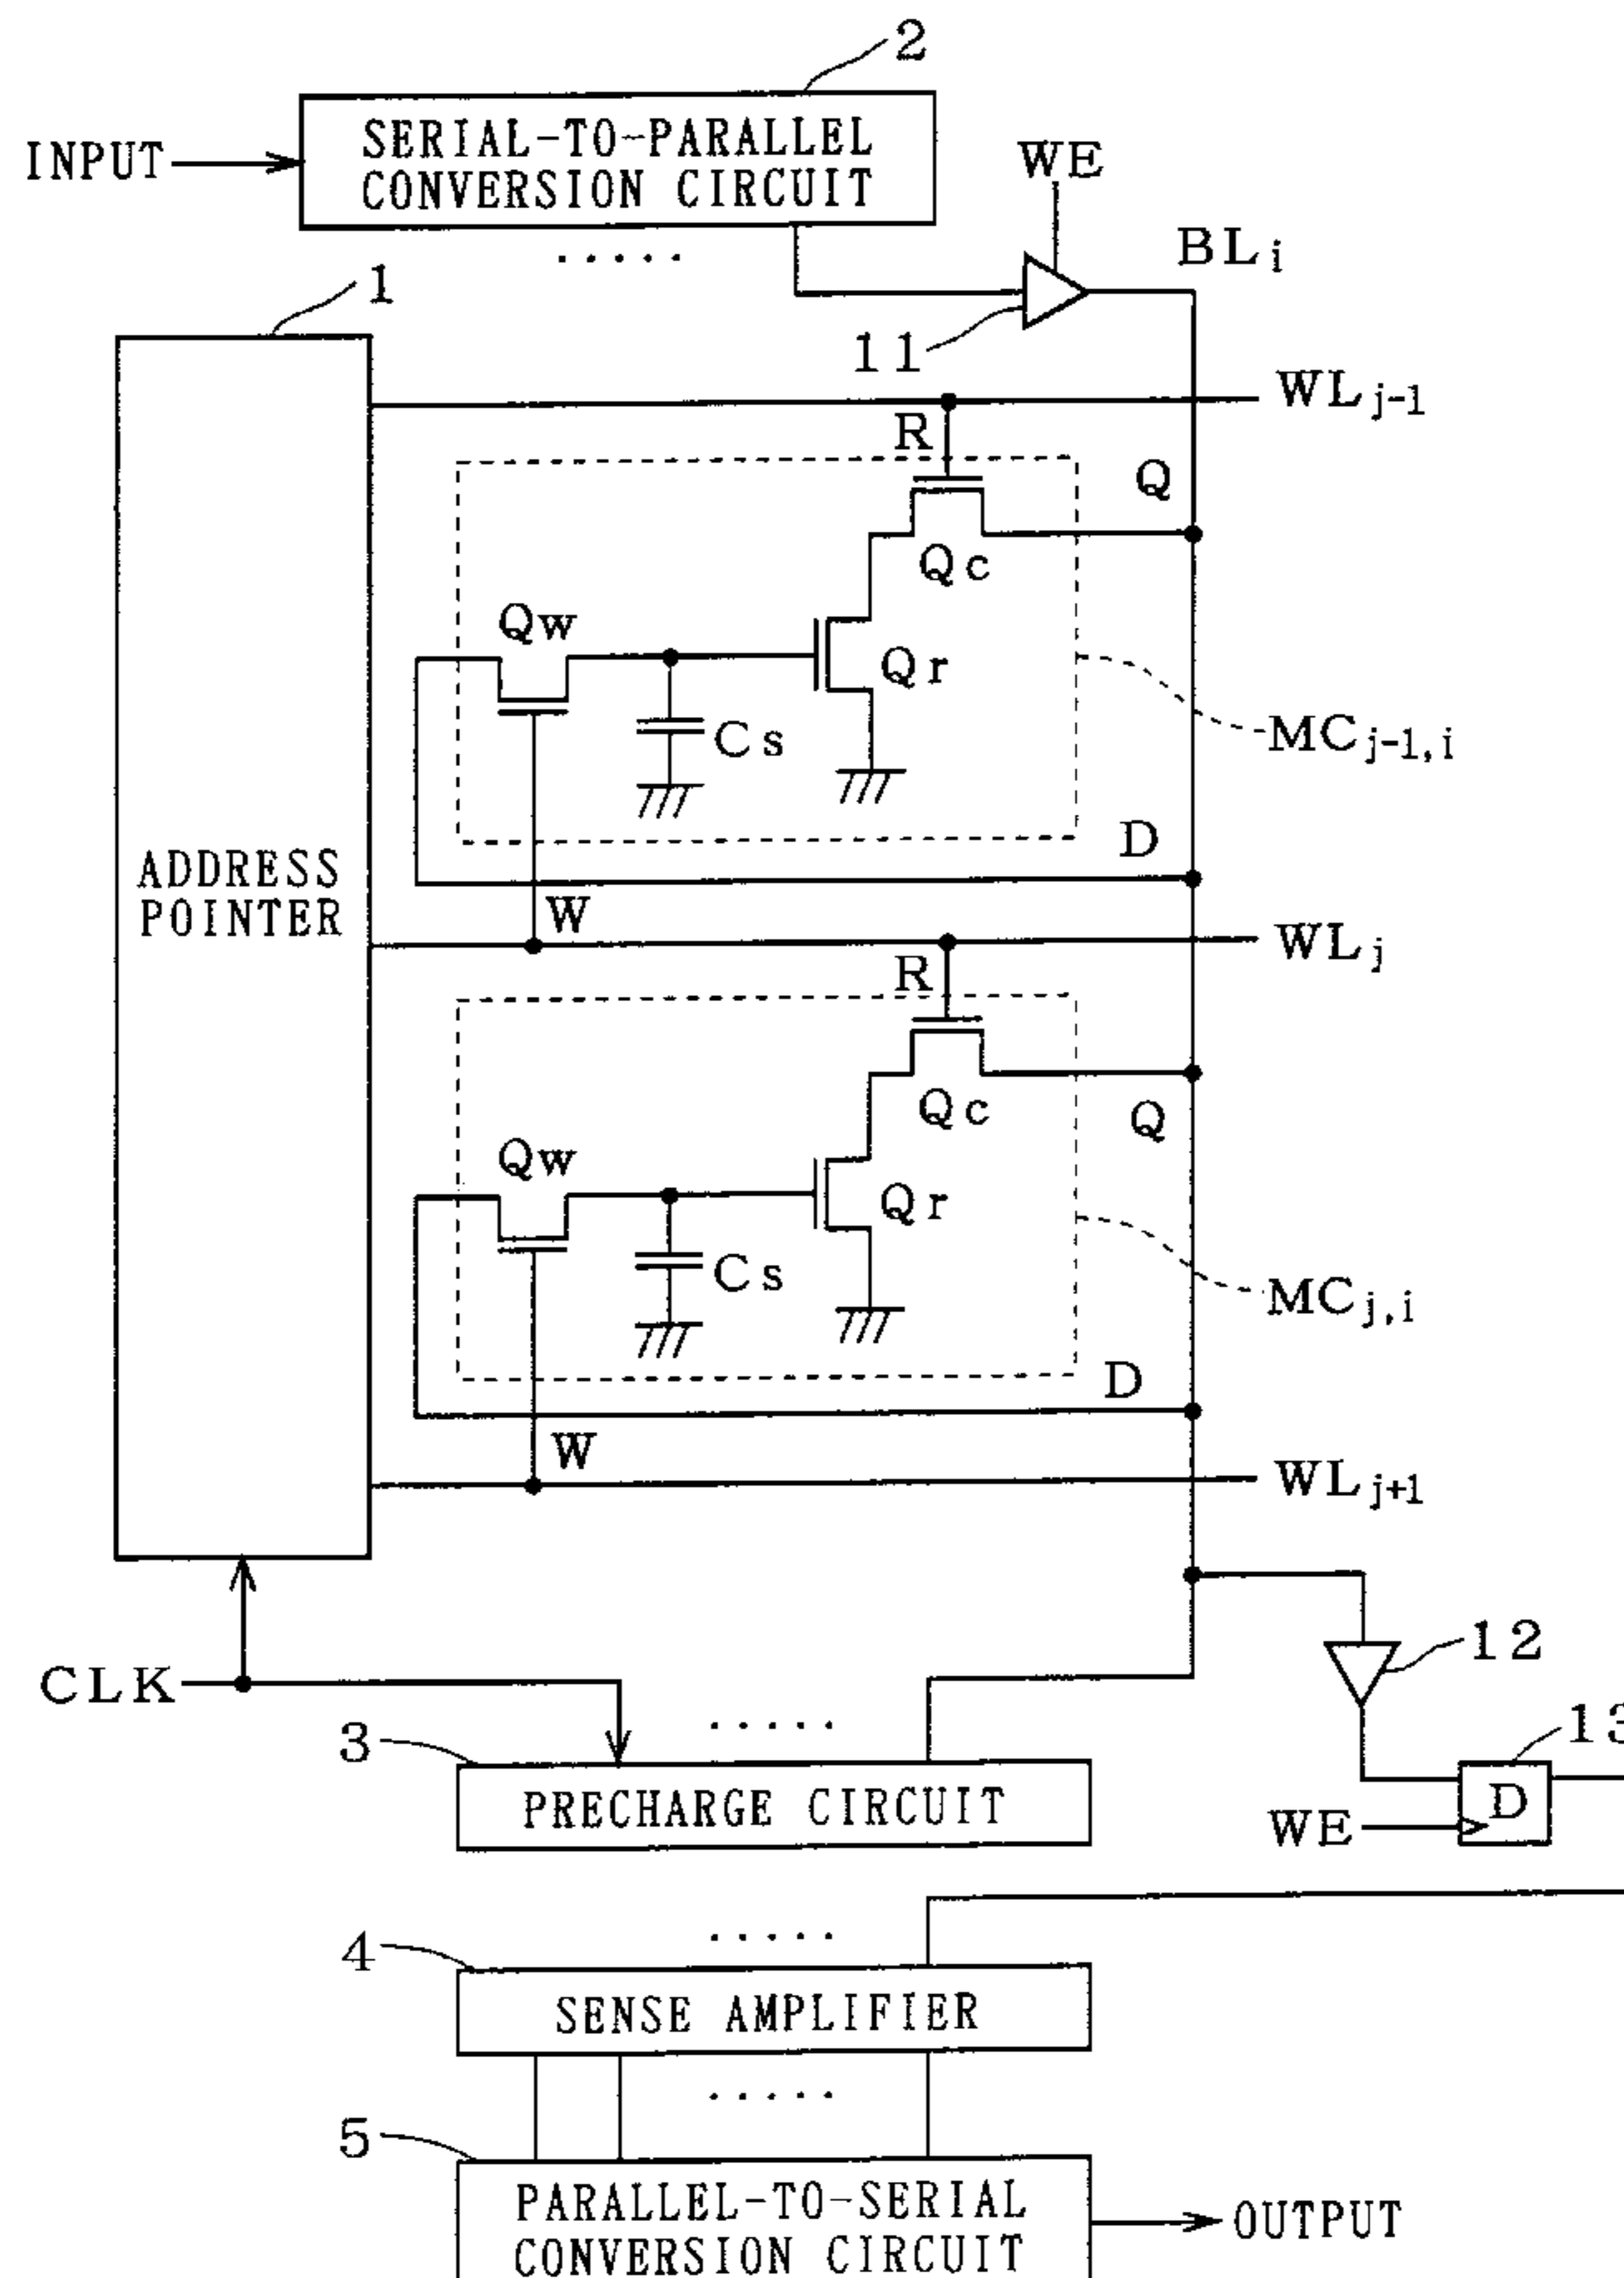 2
SERIAL-TO-PARALLEL
CONVERSION CIRCUIT
INPUT
WE
BLi
1
11
WLj-1
R
Q
Qc
Qw
Qr
Cs
MCj-1,i
D
ADDRESS
POINTER
W
WLj
R
Qc
Q
Qw
Qr
Cs
MCj,i
D
W
WLj+1
12
CLK
13
3
PRECHARGE CIRCUIT
D
WE
4
SENSE AMPLIFIER
5
PARALLEL-TO-SERIAL
CONVERSION CIRCUIT
OUTPUT